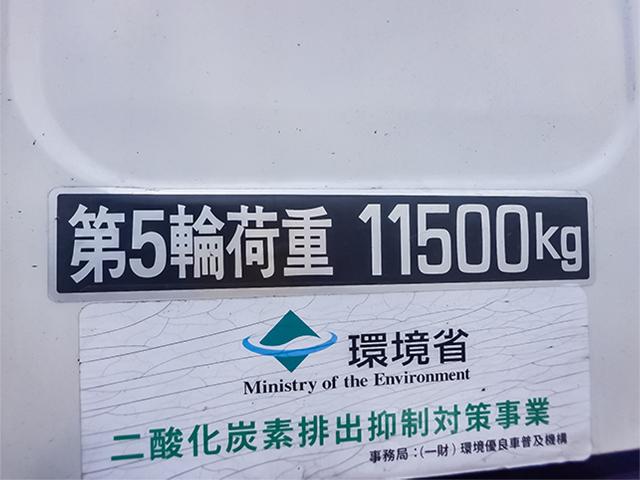 第5輪荷重 11500kg
環境省
Ministry of the Environment
二酸化炭素排出抑制対策事業
事務局:(一財)環境優良車普及機構